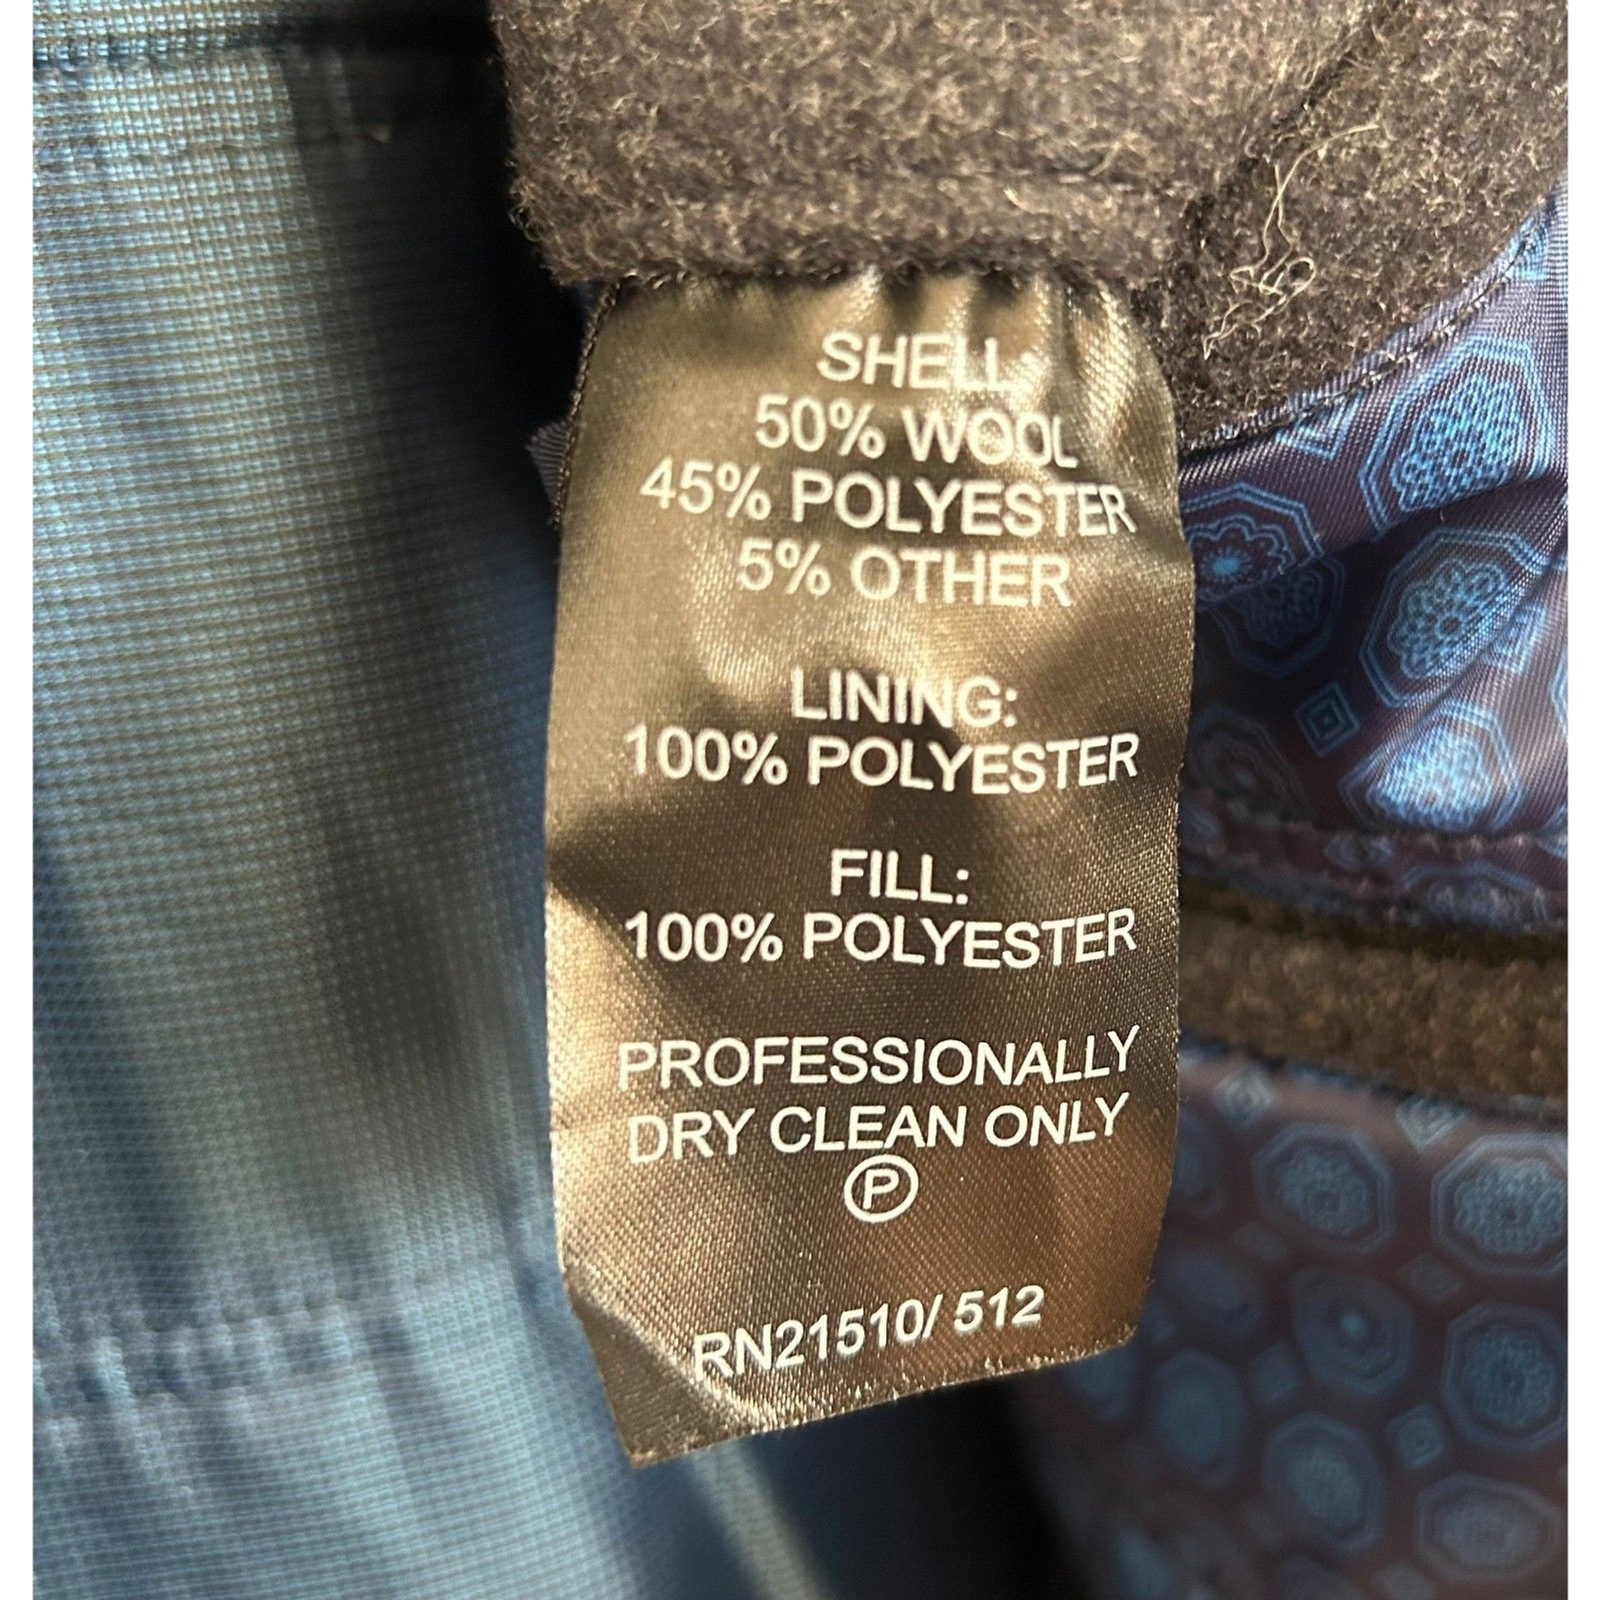 SHELL:
50% WOOL
45% POLYESTER
5% OTHER
LINING:
100% POLYESTER
FILL:
100% POLYESTER
PROFESSIONALLY
DRY CLEAN ONLY
P
RN21510/ 512